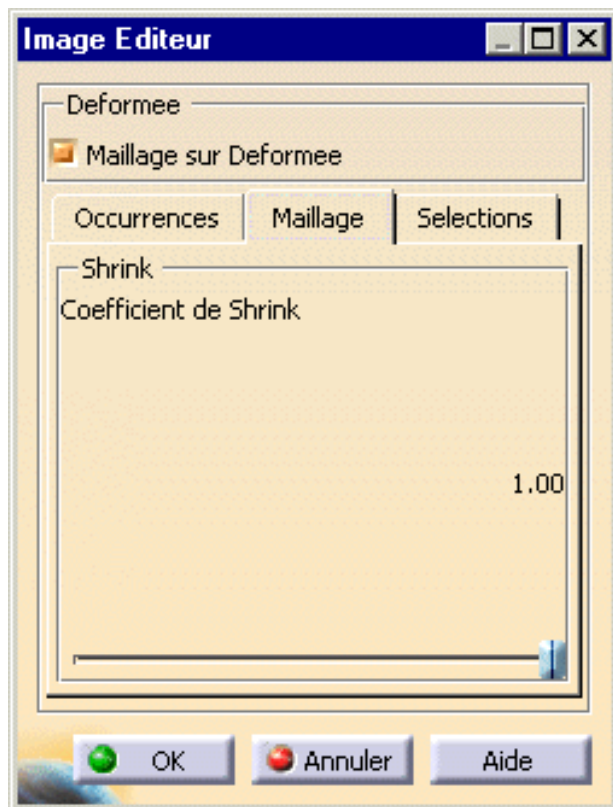 Image Editeur
Deformee
Maillage sur Deformee
Occurrences Maillage Selections
Shrink
Coefficient de Shrink
1.00
OK Annuler Aide